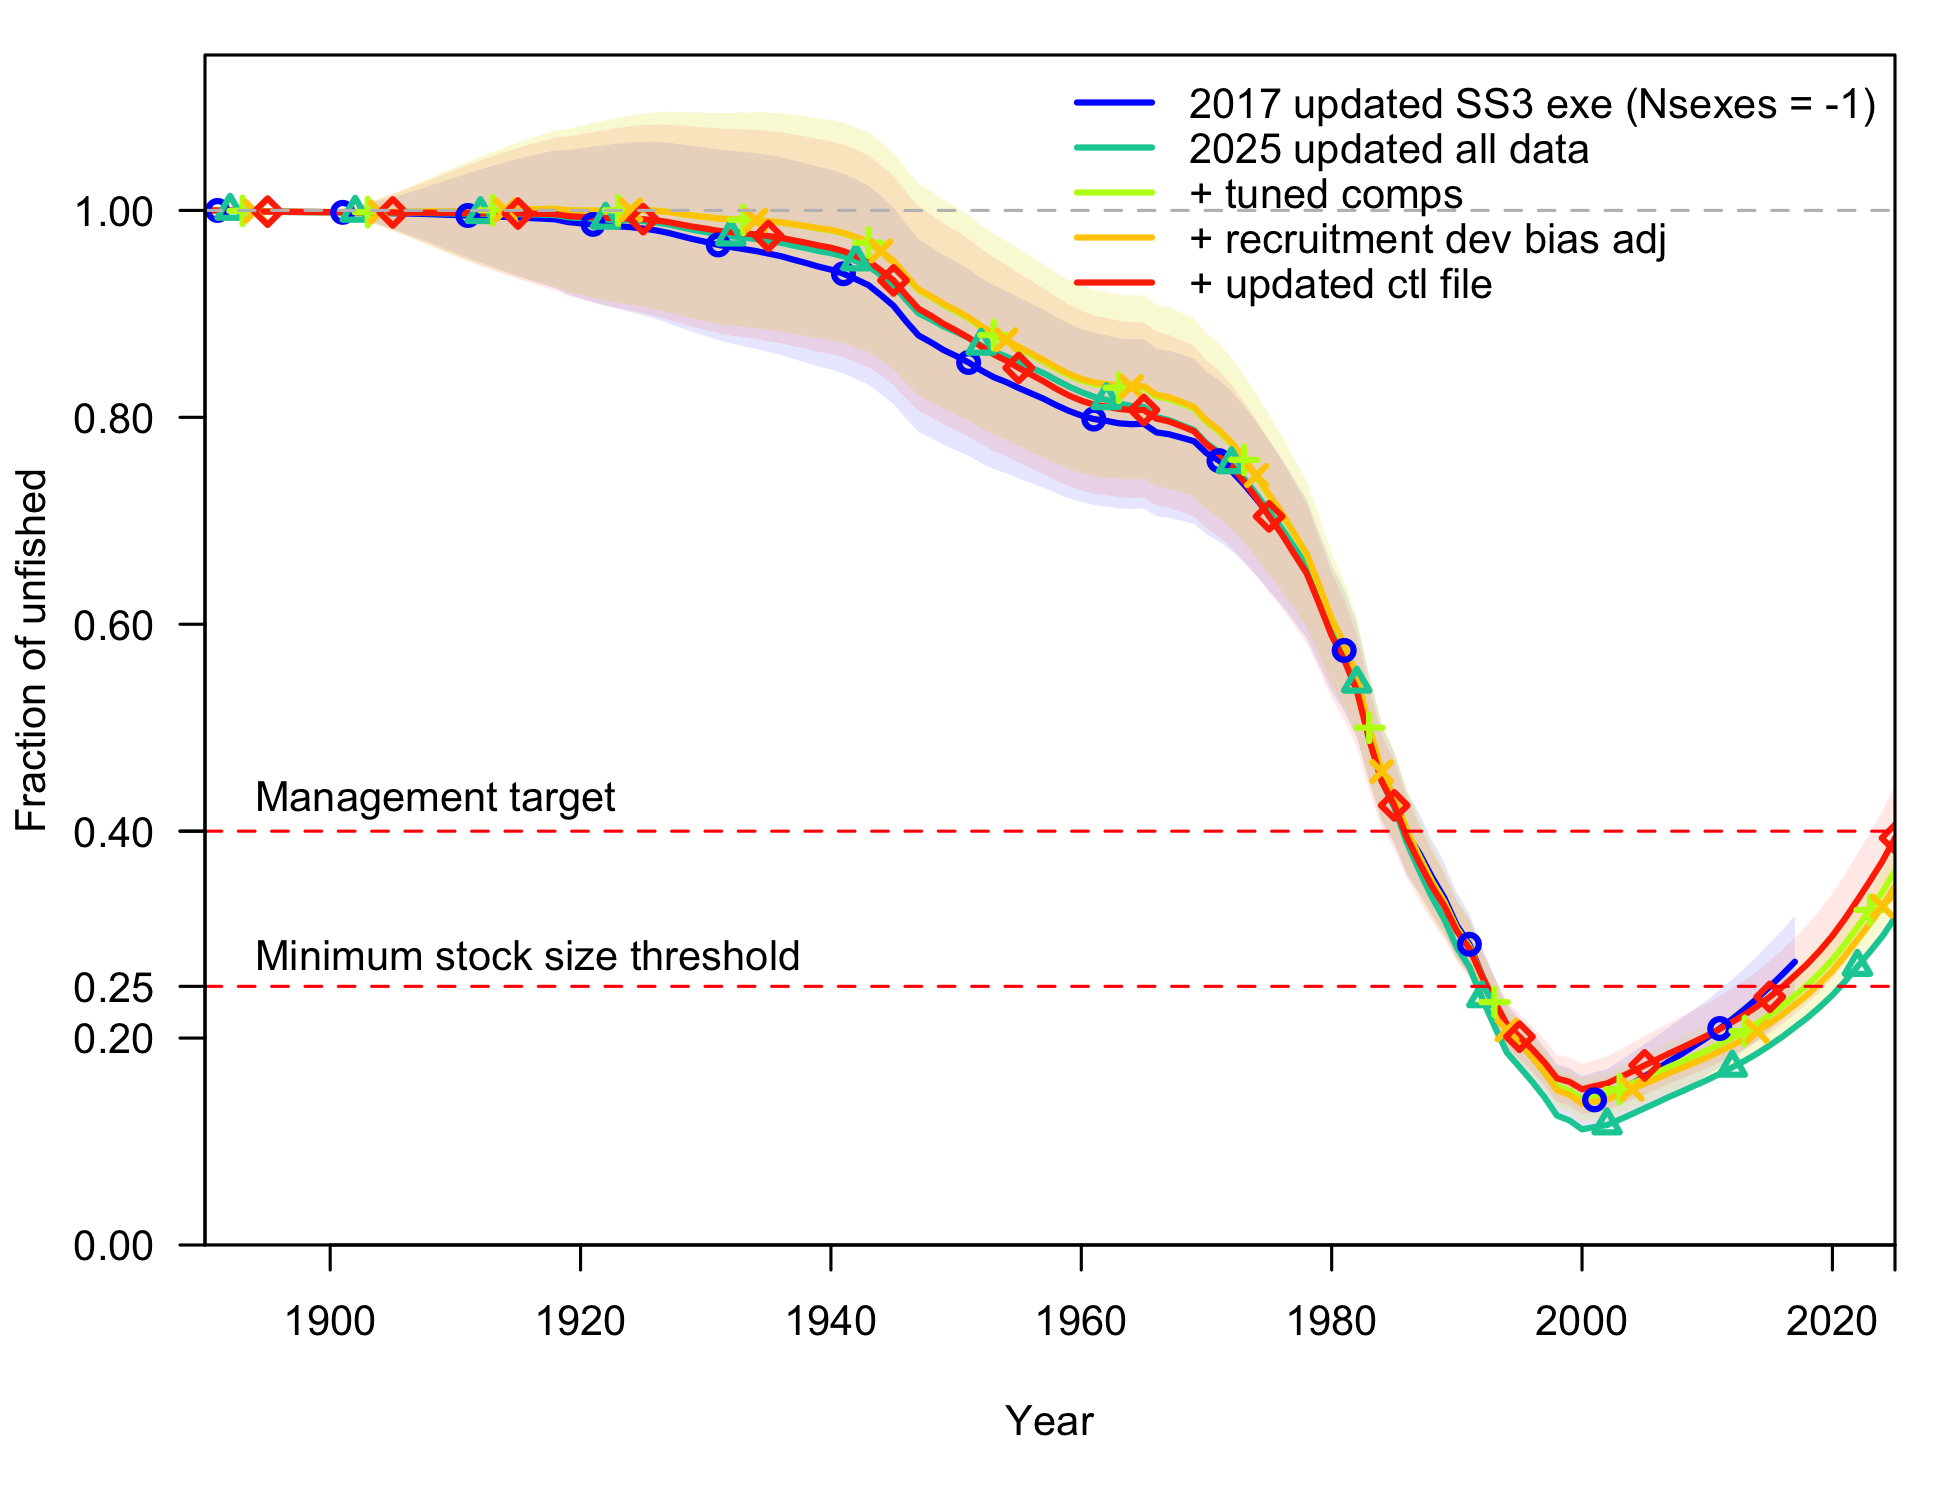 2017 updated SS3 exe (Nsexes = -1)
2025 updated all data
+ tuned comps
+ recruitment dev bias adj
+ updated ctl file
Fraction of unfished
1.00
0.80
0.60
0.40
0.25
0.20
0.00
Management target
Minimum stock size threshold
1900
1920
1940
1960
1980
2000
2020
Year